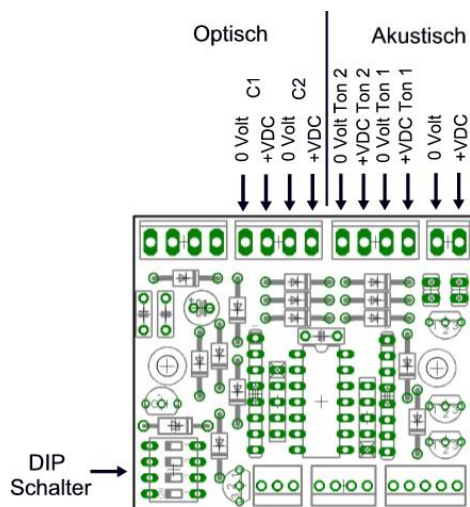 Optisch
Akustisch
C1
C2
0 Volt
+VDC
0 Volt
+VDC
0 Volt Ton 2
+VDC Ton 2
0 Volt Ton 1
+VDC Ton 1
0 Volt
+VDC
DIP
Schalter